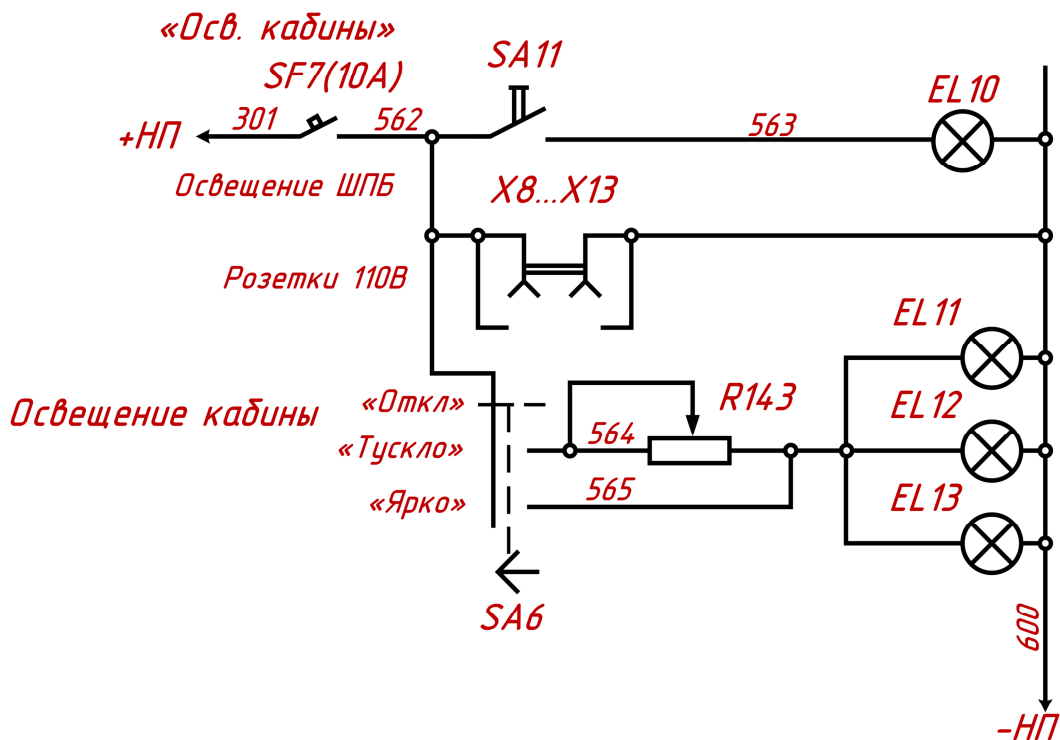 «Осв. кабины»
SF7(10А)
SA11
EL10
+НП
301
562
563
Освещение ШПБ
X8...X13
Розетки 110В
EL11
«Откл»
R143
EL12
Освещение кабины
«Тускло»
564
«Ярко»
565
EL13
SA6
600
-НП